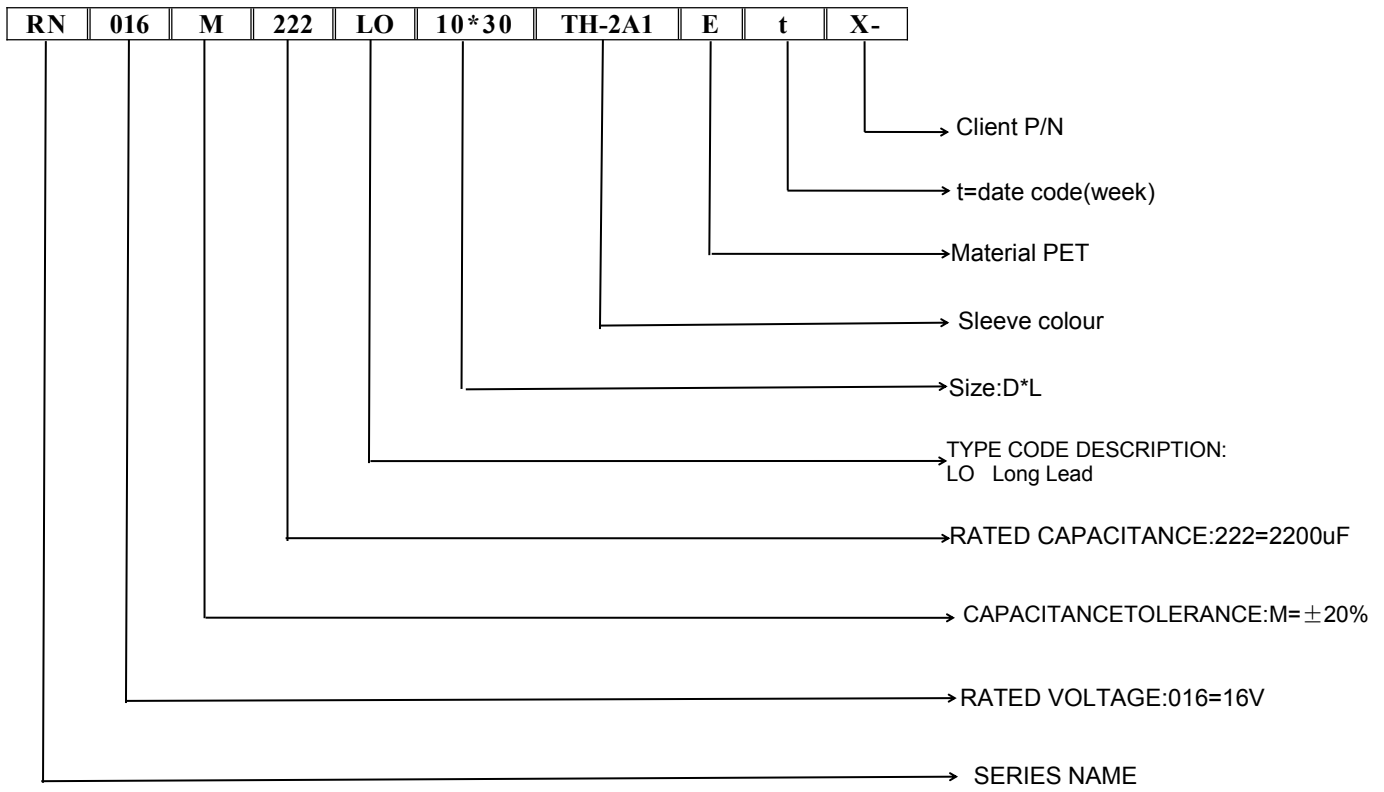 RN 016 M 222 LO 10*30 TH-2A1 E t X-
Client P/N
t=date code(week)
Material PET
Sleeve colour
Size:D*L
TYPE CODE DESCRIPTION:
LO Long Lead
RATED CAPACITANCE:222=2200uF
CAPACITANCETOLERANCE:M=±20%
RATED VOLTAGE:016=16V
SERIES NAME